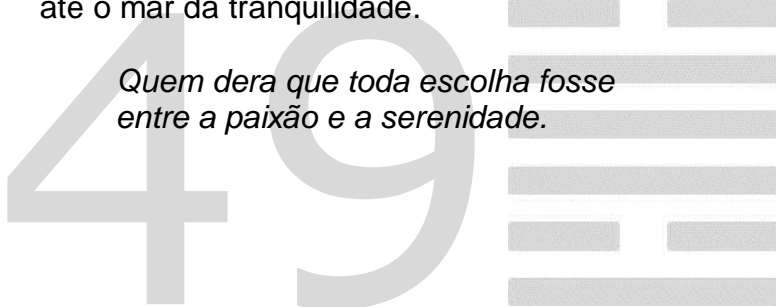 até o mar da tranquilidade.
Quem dera que toda escolha fosse
entre a paixão e a serenidade.
49